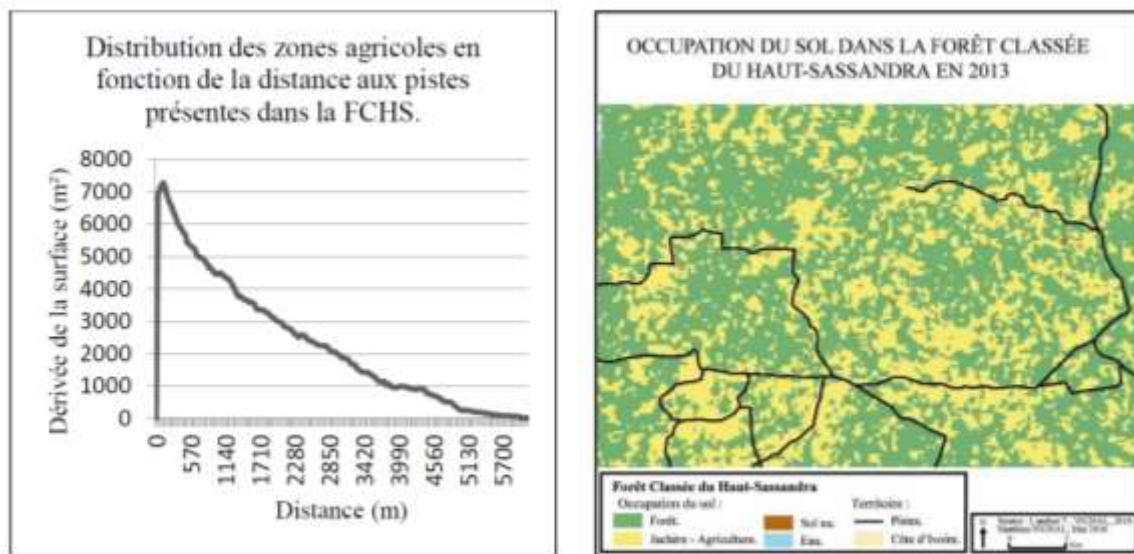 Distribution des zones agricoles en
fonction de la distance aux pistes
présentes dans la FCHS.
8000
7000
6000
5000
4000
3000
2000
1000
0
Dérivée de la surface (m²)
0
570
1140
1710
2280
2850
3420
3990
4560
5130
5700
Distance (m)
OCCUPATION DU SOL DANS LA FORÊT CLASSÉE
DU HAUT-SASSANDRA EN 2013
Forêt Classée du Haut-Sassandra
Occupation du sol :
Forêt.
Jachère - Agriculture.
Sol nu.
Eau.
Territoire :
Pistes.
Côte d'Ivoire.
Source : Landsat 7